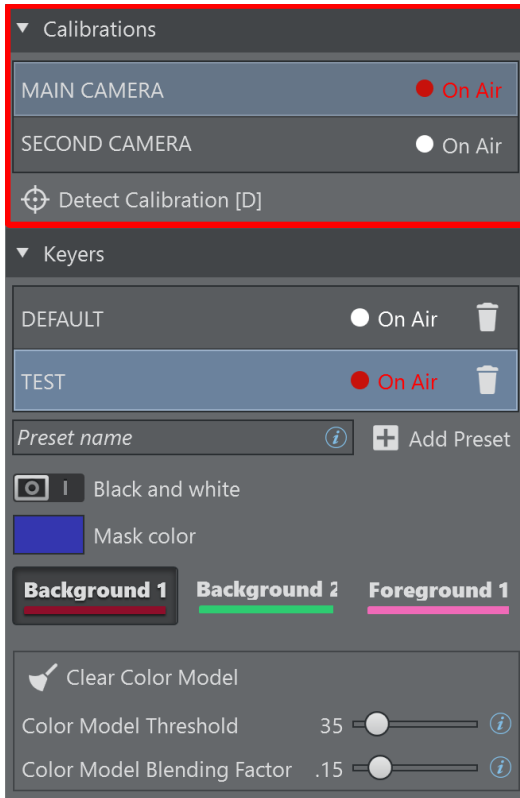 Calibrations
MAIN CAMERA On Air
SECOND CAMERA On Air
Detect Calibration [D]
Keyers
DEFAULT On Air
TEST On Air
Preset name i Add Preset
Black and white
Mask color
Background 1 Background 2 Foreground 1
Clear Color Model
Color Model Threshold 35 i
Color Model Blending Factor .15 i